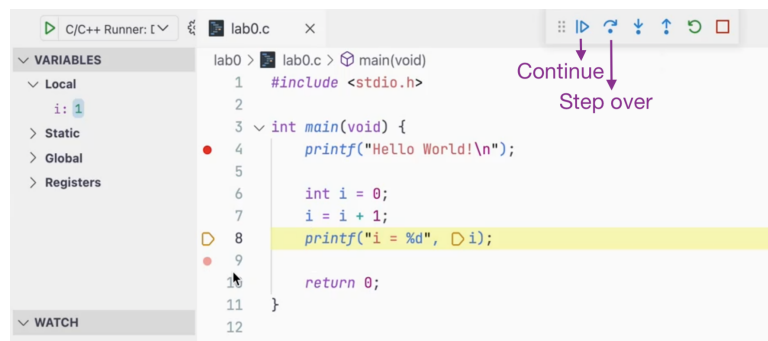 C/C++ Runner: [
lab0.c
VARIABLES
Local
i: 1
Static
Global
Registers
WATCH
lab0 > lab0.c > main(void)
Continue
Step over
1 #include <stdio.h>
2
3 int main(void) {
4 printf("Hello World!\n");
5
6 int i = 0;
7 i = i + 1;
8 printf("i = %d", i);
9
10 return 0;
11 }
12